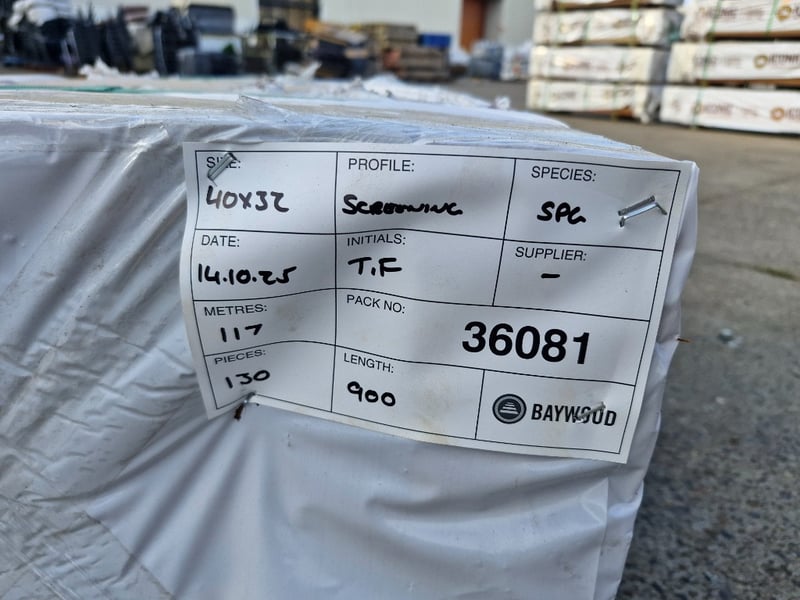 SIZE:
40x32
PROFILE:
SCREENING
SPECIES:
SPG
DATE:
14.10.25
INITIALS:
T.F
SUPPLIER:
–
METRES:
117
PACK NO:
36081
PIECES:
130
LENGTH:
900
BAYWOOD